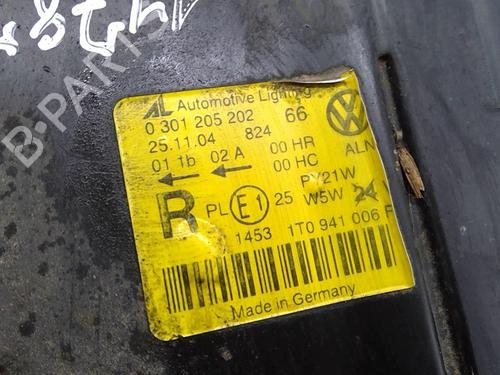 B-PARTS
AL Automotive Lighting
0 301 205 202 66
25.11.04 824 ALN
01 1b 02 A 00 HR
00 HC
R PL E1 25 PY21W
W5W 24 V
1453 1T0 941 006
Made in Germany